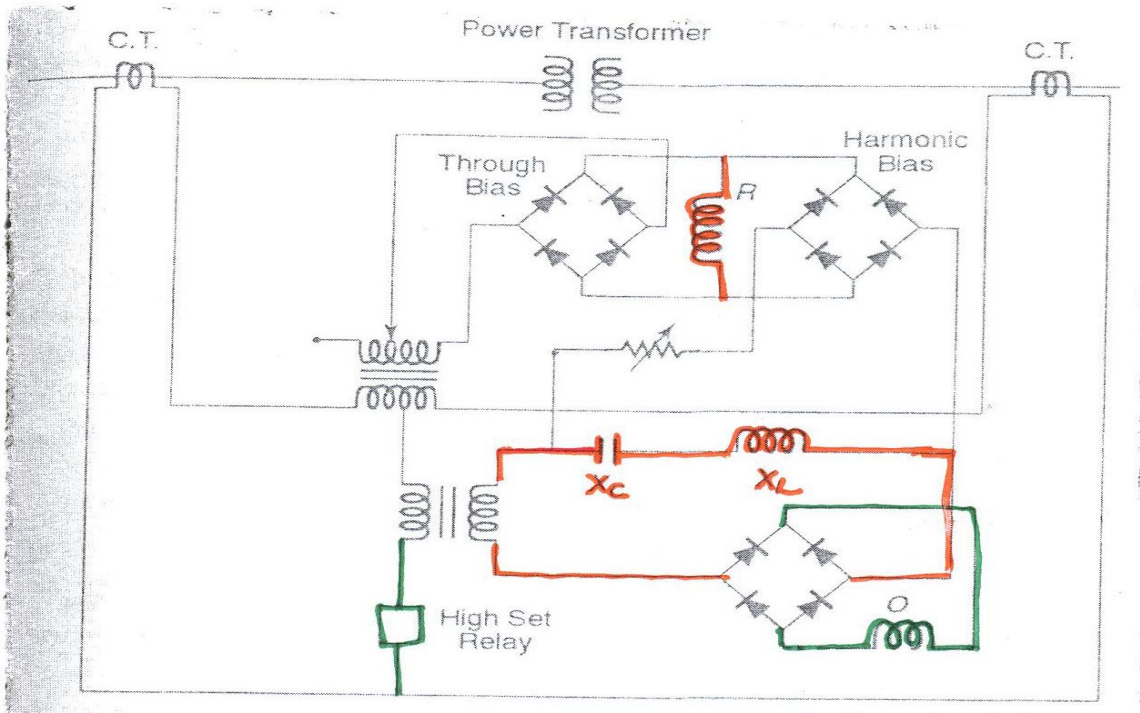 Power Transformer
C.T.
C.T.
Harmonic
Bias
Through
Bias
R
XC
XL
O
High Set
Relay